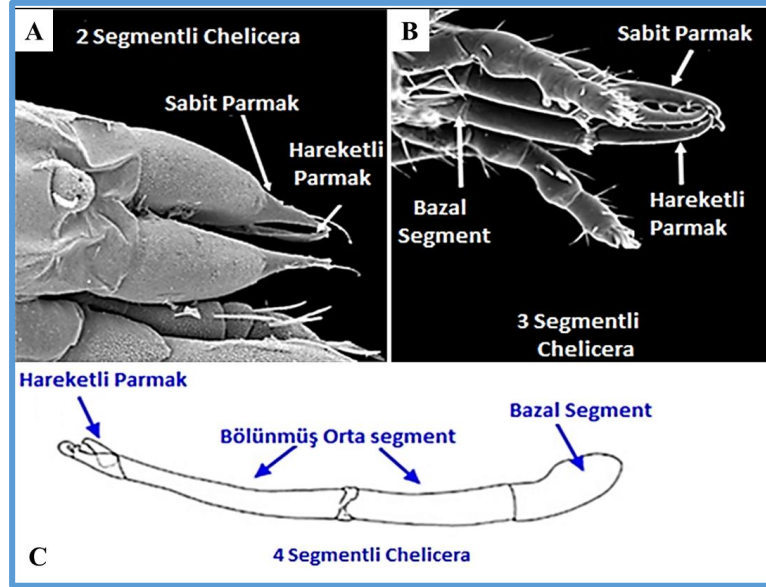 A
2 Segmentli Chelicera
Sabit Parmak
Hareketli
Parmak
B
Sabit Parmak
Bazal
Segment
Hareketli
Parmak
3 Segmentli
Chelicera
Hareketli Parmak
Bölünmüş Orta segment
Bazal Segment
C
4 Segmentli Chelicera